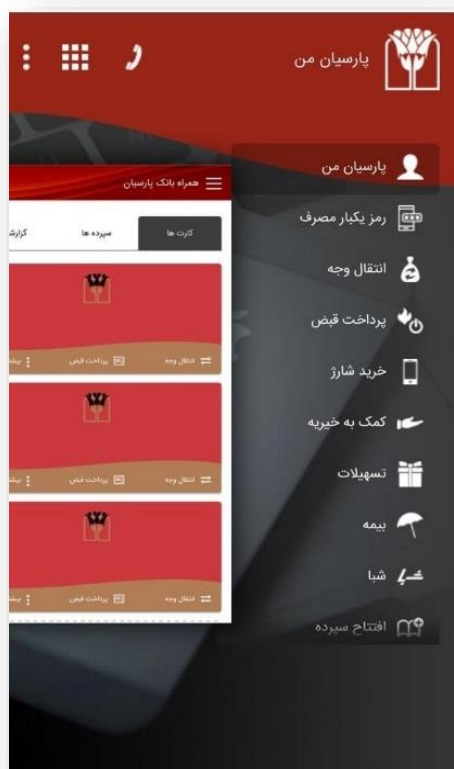 پارسیان من
پارسیان من
رمز یکبار مصرف
انتقال وجه
پرداخت قبض
خرید شارژ
کمک به خیریه
تسهیلات
بیمه
شبا
افتتاح سپرده
همراه بانک پارسیان
کارت ها
سپرده ها
انتقال وجه
پرداخت قبض
انتقال وجه
پرداخت قبض
انتقال وجه
پرداخت قبض